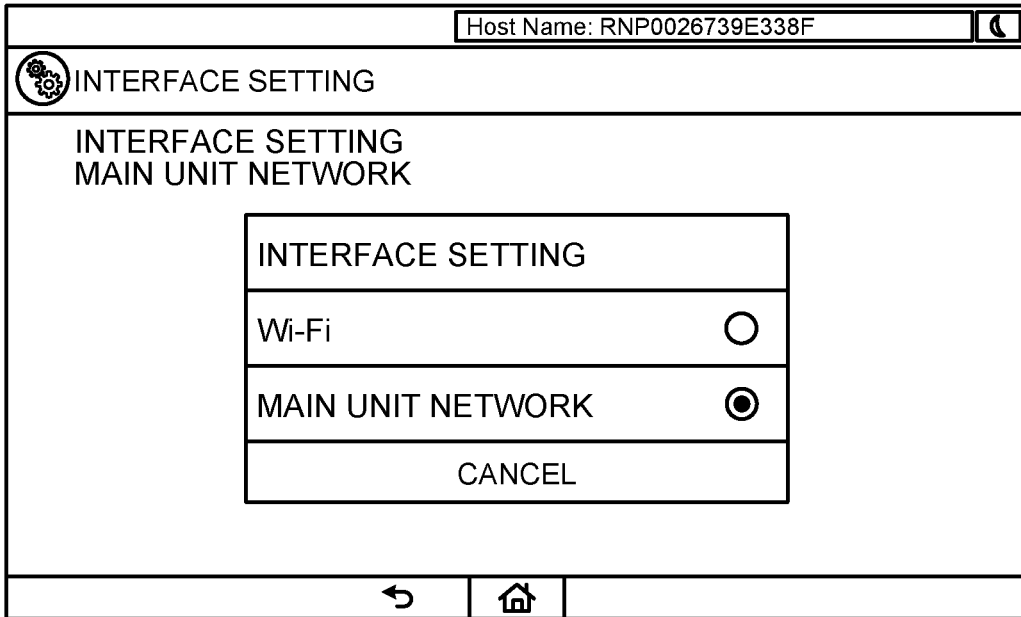 Host Name: RNP0026739E338F
INTERFACE SETTING
INTERFACE SETTING
MAIN UNIT NETWORK
INTERFACE SETTING
Wi-Fi
MAIN UNIT NETWORK
CANCEL